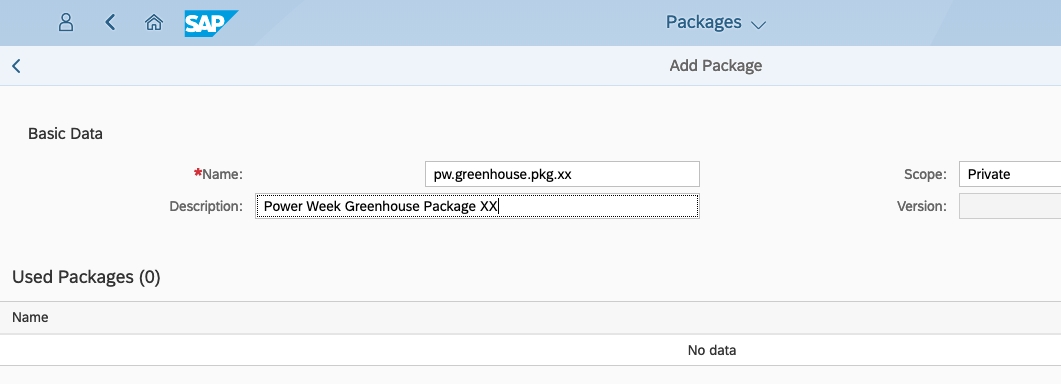 SAP Packages
Add Package
Basic Data
*Name: pw.greenhouse.pkg.xx Scope: Private
Description: Power Week Greenhouse Package XX Version:
Used Packages (0)
Name
No data